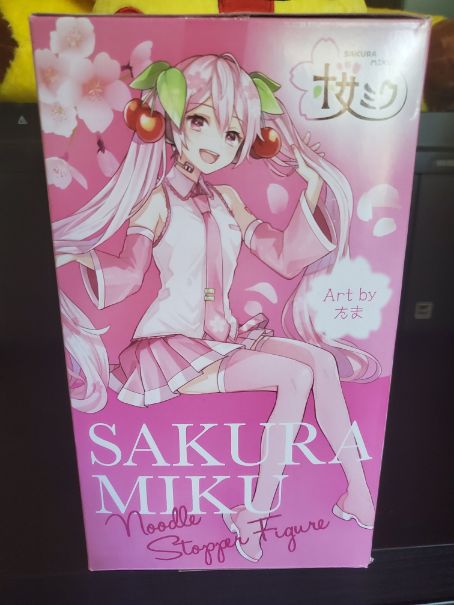 SAKURA
MIKU
桜ミク
Art by
たま
SAKURA
MIKU
Noodle
Stopper Figure